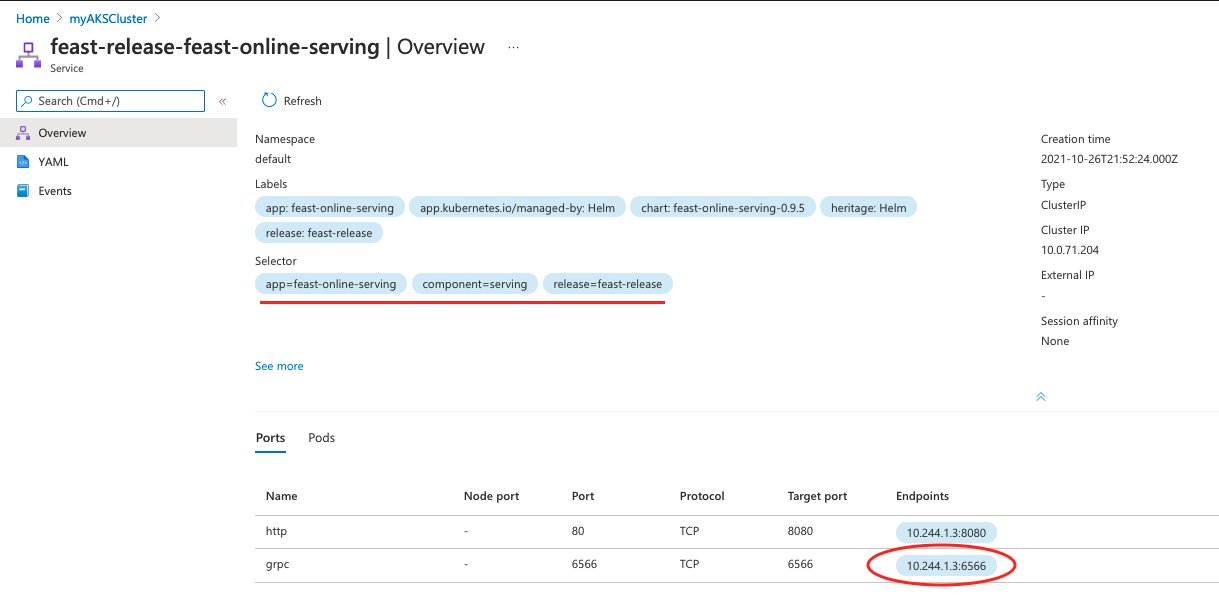 Home > myAKSCluster >
feast-release-feast-online-serving | Overview ...
Service
Search (Cmd+/) «
Overview
YAML
Events
Refresh
Namespace
default
Labels
app: feast-online-serving app.kubernetes.io/managed-by: Helm chart: feast-online-serving-0.9.5 heritage: Helm
release: feast-release
Selector
app=feast-online-serving component=serving release=feast-release
See more
Creation time
2021-10-26T21:52:24.000Z
Type
ClusterIP
Cluster IP
10.0.71.204
External IP
-
Session affinity
None
Ports Pods
Name Node port Port Protocol Target port Endpoints
http - 80 TCP 8080 10.244.1.3:8080
grpc - 6566 TCP 6566 10.244.1.3:6566